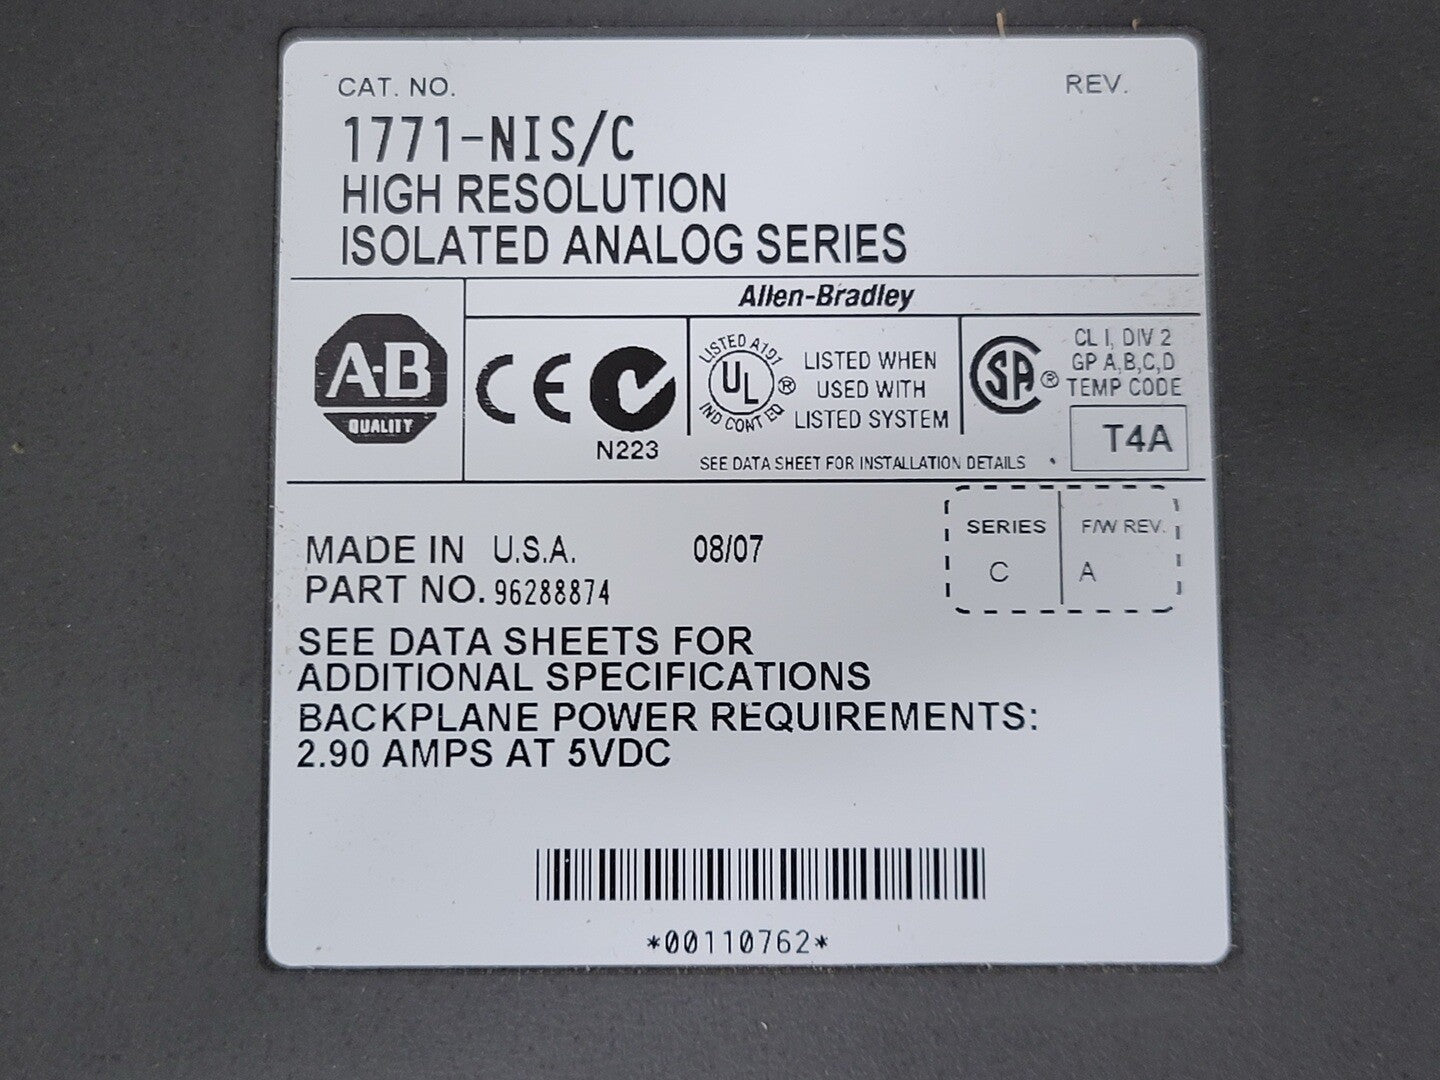 CAT. NO. REV.
1771-NIS/C
HIGH RESOLUTION
ISOLATED ANALOG SERIES
Allen-Bradley
A-B
QUALITY
CE
N223
LISTED A191
UL ®
IND CONT EQ
LISTED WHEN
USED WITH
LISTED SYSTEM
SA ®
CL I, DIV 2
GP A,B,C,D
TEMP CODE
T4A
SEE DATA SHEET FOR INSTALLATION DETAILS
SERIES F/W REV.
C A
MADE IN U.S.A. 08/07
PART NO. 96288874
SEE DATA SHEETS FOR
ADDITIONAL SPECIFICATIONS
BACKPLANE POWER REQUIREMENTS:
2.90 AMPS AT 5VDC
*00110762*